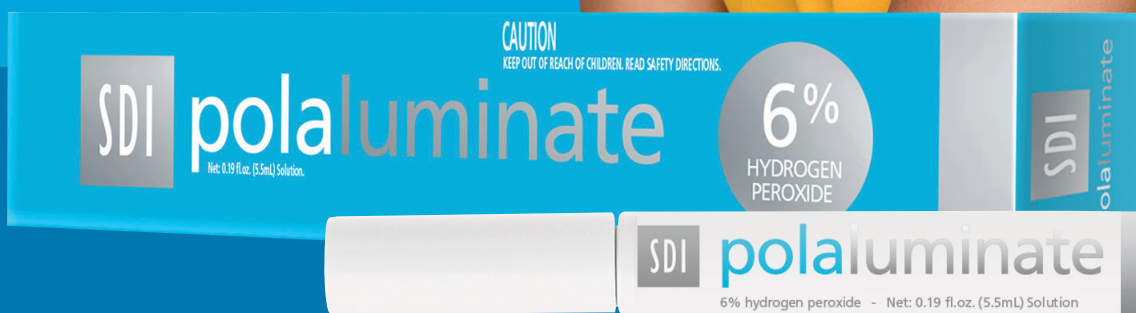 CAUTION
KEEP OUT OF REACH OF CHILDREN. READ SAFETY DIRECTIONS.
SDI polaluminate
Net: 0.19 fl.oz. (5.5mL) Solution.
6%
HYDROGEN
PEROXIDE
SDI
olaluminate
SDI polaluminate
6% hydrogen peroxide - Net: 0.19 fl.oz. (5.5mL) Solution